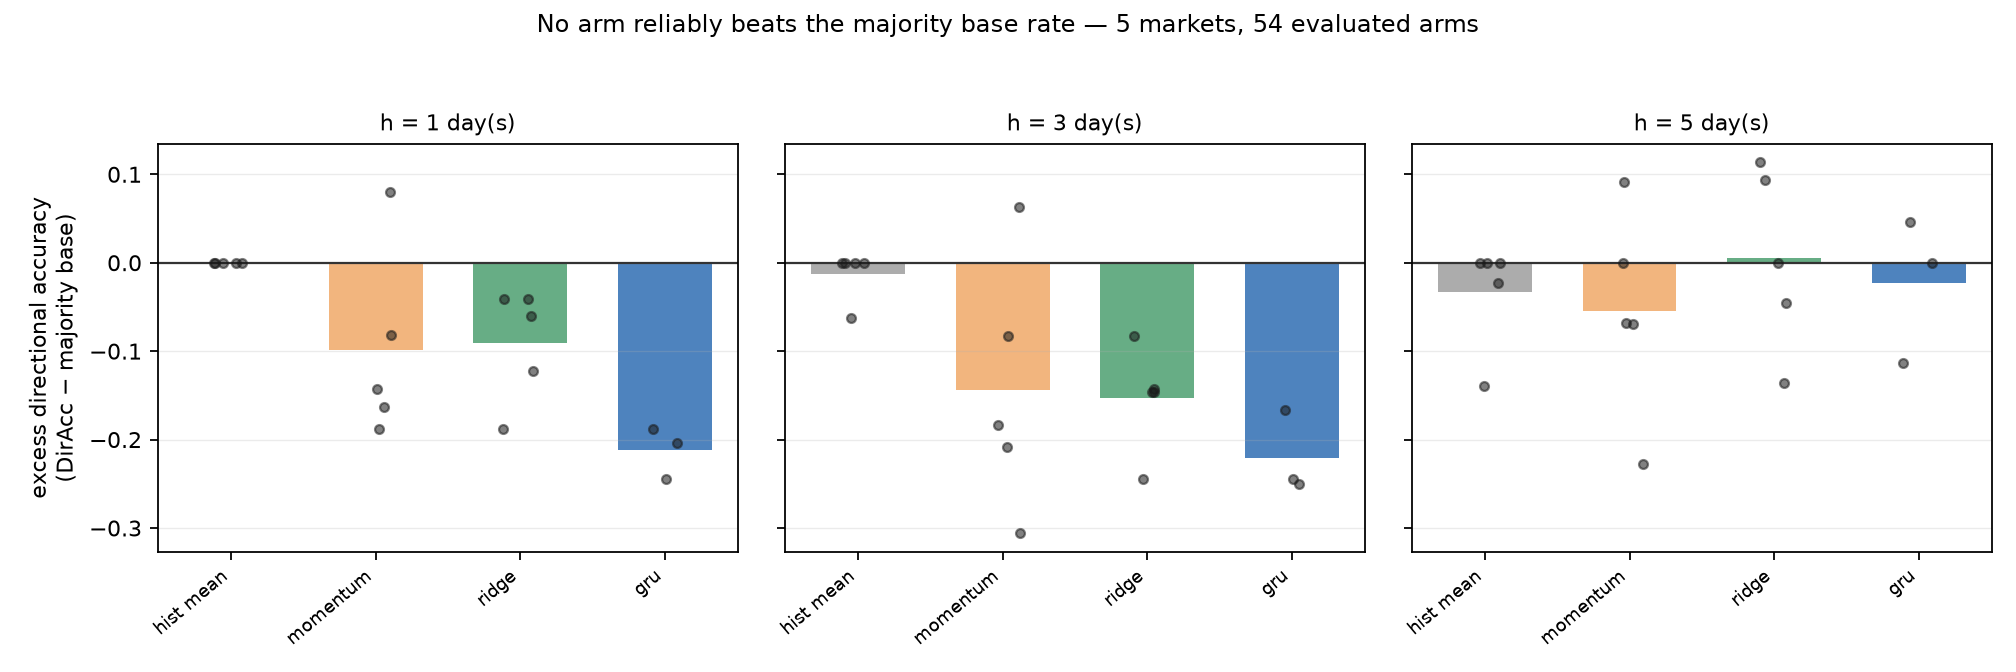 No arm reliably beats the majority base rate — 5 markets, 54 evaluated arms
h = 1 day(s)
h = 3 day(s)
h = 5 day(s)
excess directional accuracy
(DirAcc − majority base)
0.1
0.0
−0.1
−0.2
−0.3
hist mean
momentum
ridge
gru
hist mean
momentum
ridge
gru
hist mean
momentum
ridge
gru